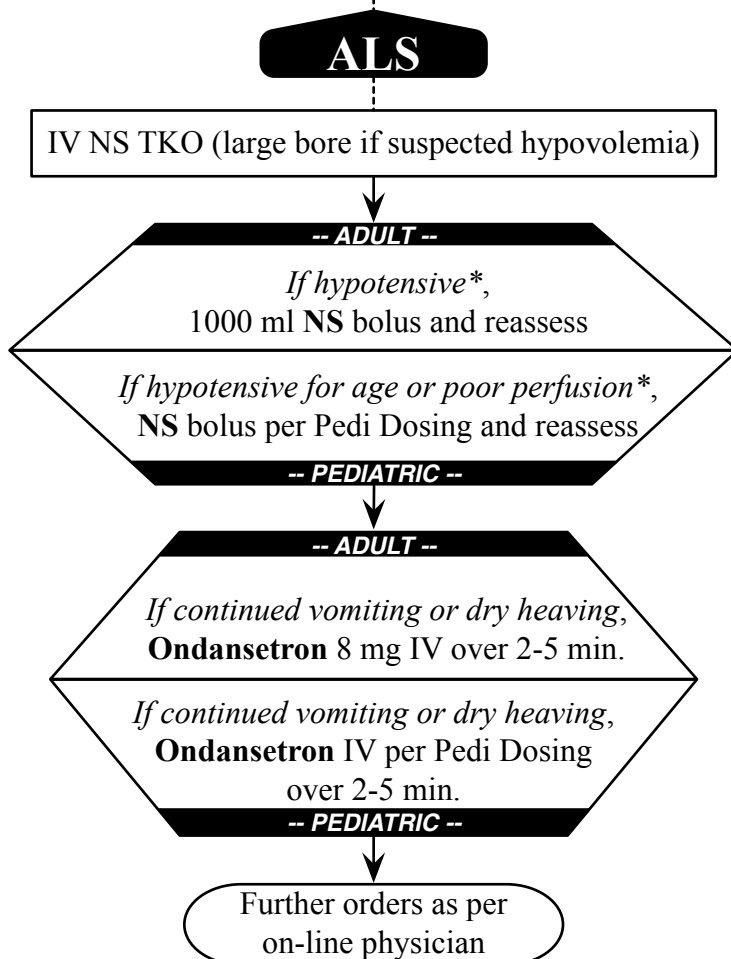 ALS
IV NS TKO (large bore if suspected hypovolemia)
-- ADULT --
If hypotensive*,
1000 ml NS bolus and reassess
If hypotensive for age or poor perfusion*,
NS bolus per Pedi Dosing and reassess
-- PEDIATRIC --
-- ADULT --
If continued vomiting or dry heaving,
Ondansetron 8 mg IV over 2-5 min.
If continued vomiting or dry heaving,
Ondansetron IV per Pedi Dosing
over 2-5 min.
-- PEDIATRIC --
Further orders as per
on-line physician